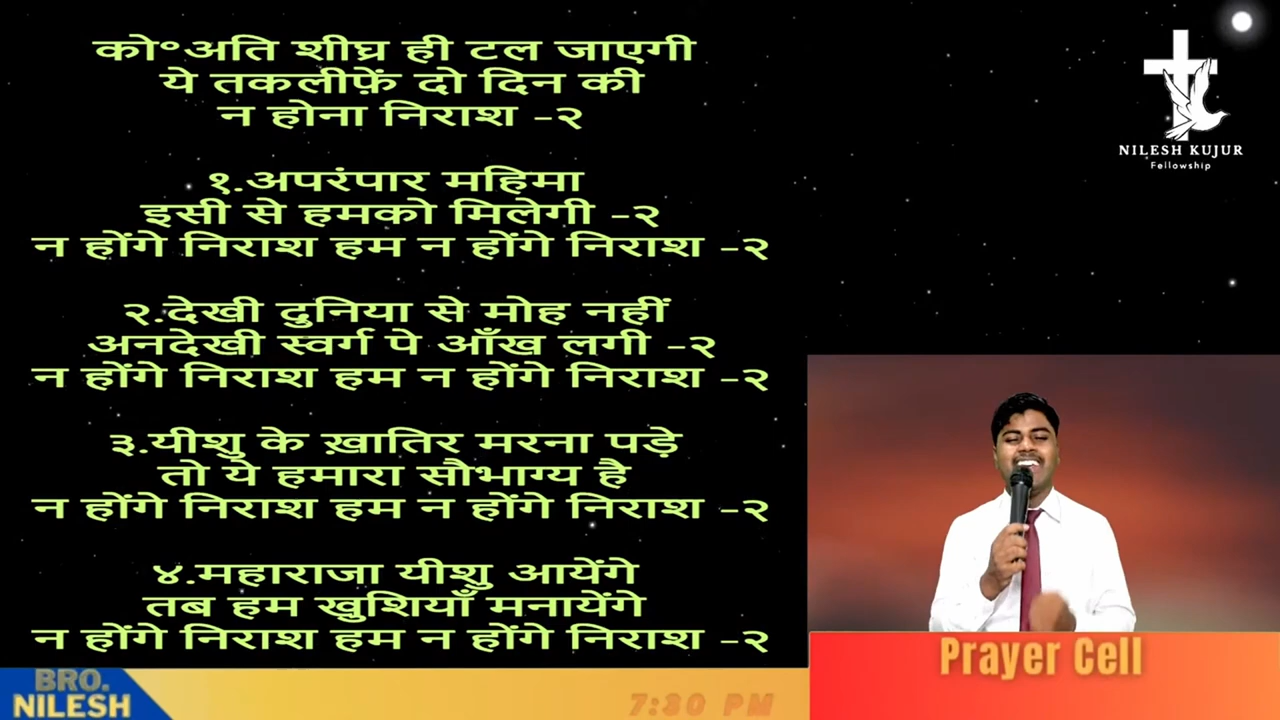 को॰अति शीघ्र ही टल जाएगी
ये तकलीफ़ें दो दिन की
न होना निराश -२
१.अपरंपार महिमा
इसी से हमको मिलेगी -२
न होंगे निराश हम न होंगे निराश -२
२.देखी दुनिया से मोह नहीं
अनदेखी स्वर्ग पे आँख लगी -२
न होंगे निराश हम न होंगे निराश -२
३.यीशु के ख़ातिर मरना पड़े
तो ये हमारा सौभाग्य है
न होंगे निराश हम न होंगे निराश -२
४.महाराजा यीशु आयेंगे
तब हम खुशियाँ मनायेंगे
न होंगे निराश हम न होंगे निराश -२
NILESH KUJUR
Fellowship
Prayer Cell
BRO.
NILESH
7:30 PM